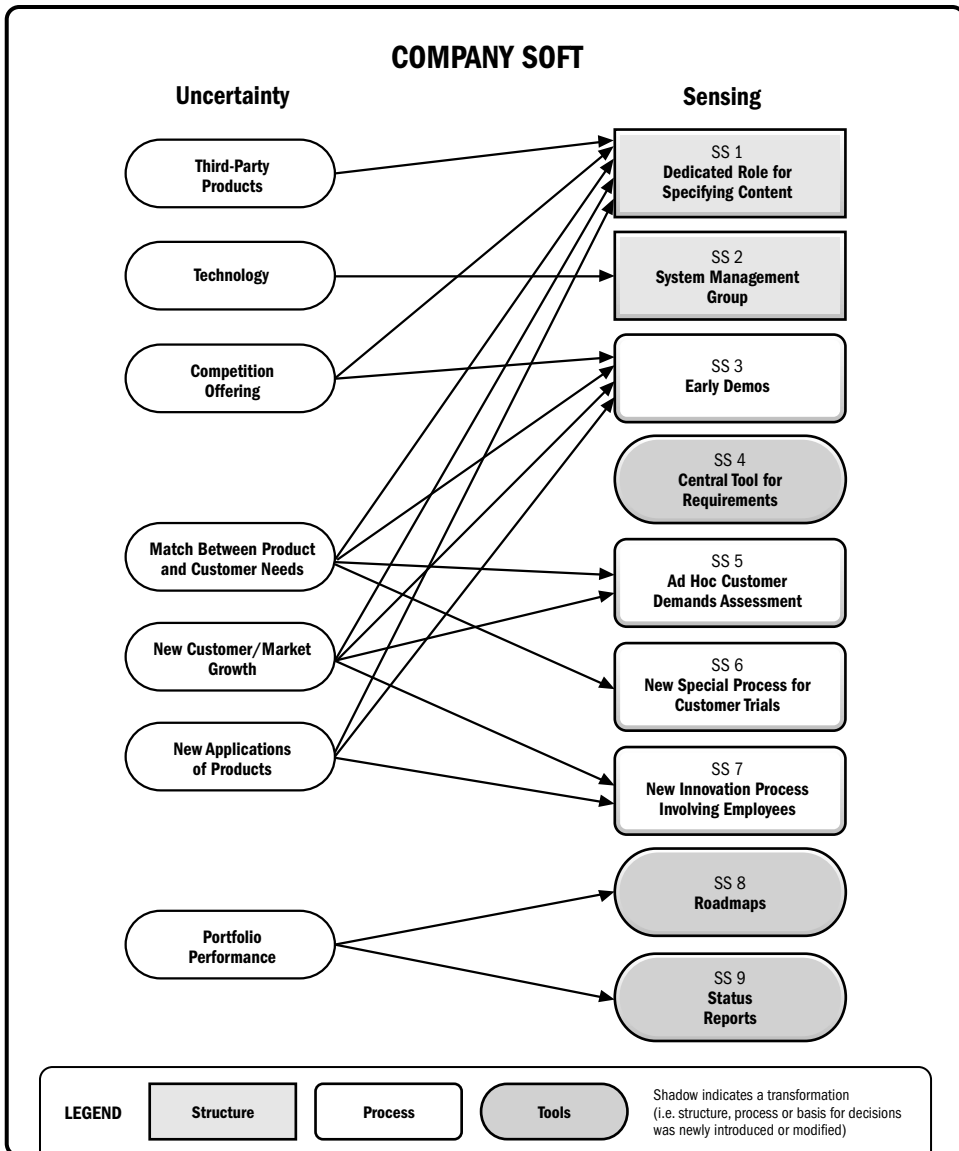 COMPANY SOFT
Uncertainty
Sensing
Third-Party
Products
Technology
Competition
Offering
Match Between Product
and Customer Needs
New Customer/Market
Growth
New Applications
of Products
Portfolio
Performance
SS 1
Dedicated Role for
Specifying Content
SS 2
System Management
Group
SS 3
Early Demos
SS 4
Central Tool for
Requirements
SS 5
Ad Hoc Customer
Demands Assessment
SS 6
New Special Process for
Customer Trials
SS 7
New Innovation Process
Involving Employees
SS 8
Roadmaps
SS 9
Status
Reports
LEGEND
Structure
Process
Tools
Shadow indicates a transformation
(i.e. structure, process or basis for decisions
was newly introduced or modified)